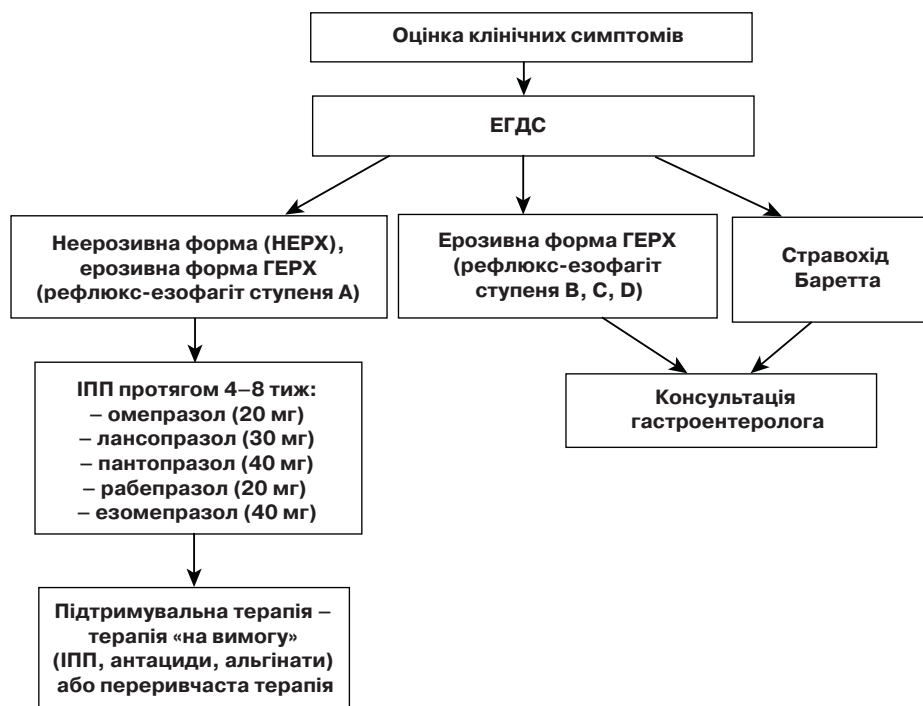 Оцінка клінічних симптомів
ЕГДС
Неерозивна форма (НЕРХ),
ерозивна форма ГЕРХ
(рефлюкс-езофагіт ступеня А)
Ерозивна форма ГЕРХ
(рефлюкс-езофагіт
ступеня В, С, D)
Стравохід
Баретта
ІПП протягом 4–8 тиж:
– омепразол (20 мг)
– лансопразол (30 мг)
– пантопразол (40 мг)
– рабепразол (20 мг)
– езомепразол (40 мг)
Консультація
гастроентеролога
Підтримувальна терапія –
терапія «на вимогу»
(ІПП, антациди, альгінати)
або переривчаста терапія